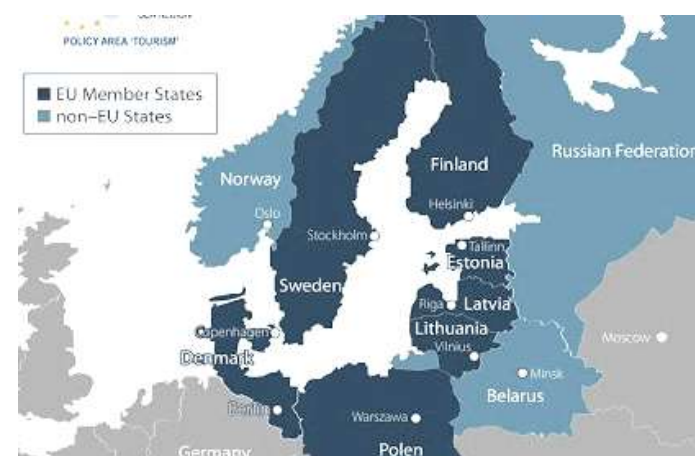 POLICY AREA 'TOURISM'
EU Member States
non–EU States
Finland
Russian Federation
Norway
Helsinki
Oslo
Stockholm
Tallinn
Estonia
Sweden
Riga
Latvia
Lithuania
Copenhagen
Vilnius
Moscow
Denmark
Minsk
Belarus
Berlin
Warszawa
Germany
Polen